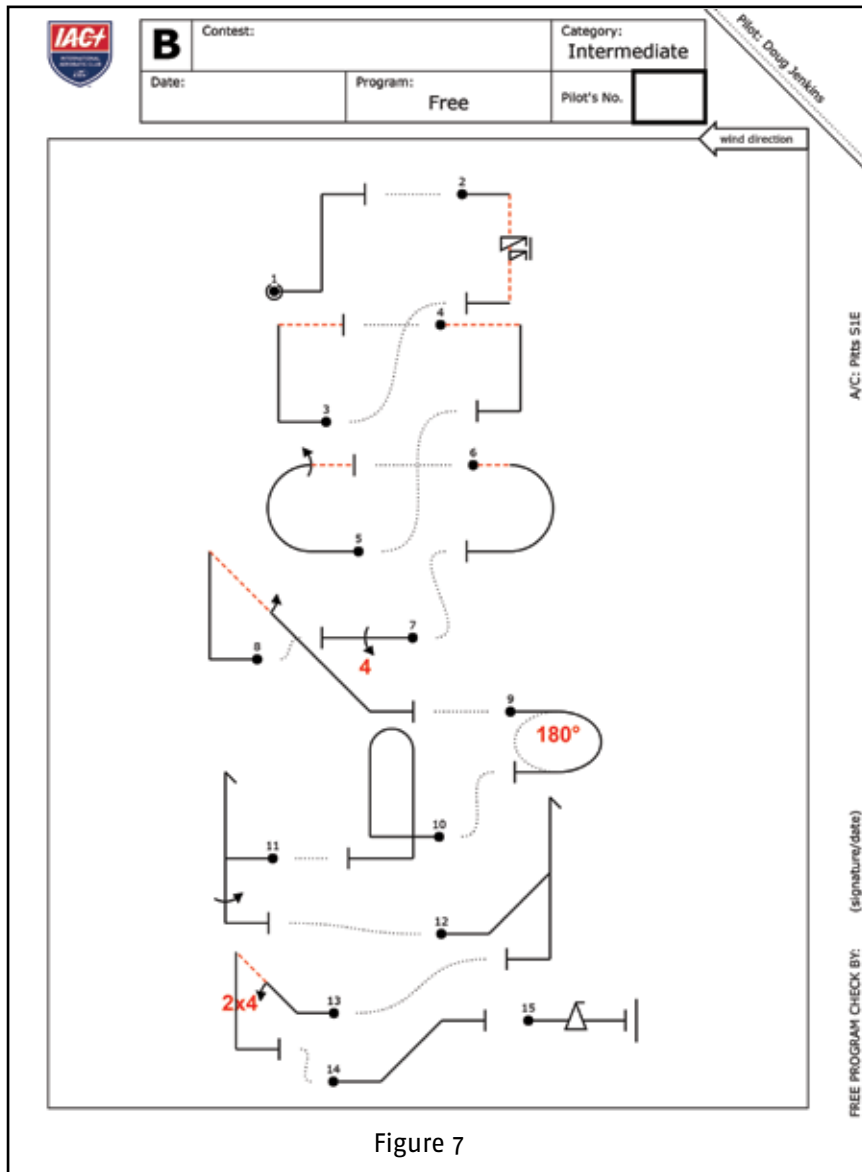 IAC
INTERNATIONAL
AEROBATIC CLUB
B
Contest:
Category:
Intermediate
Date:
Program:
Free
Pilot's No.
Pilot: Doug Jenkins
wind direction
A/C: Pitts S1E
1
2
3
4
5
6
7
4
8
9
180°
10
11
12
13
2x4
14
15
(signature/date)
FREE PROGRAM CHECK BY:
Figure 7